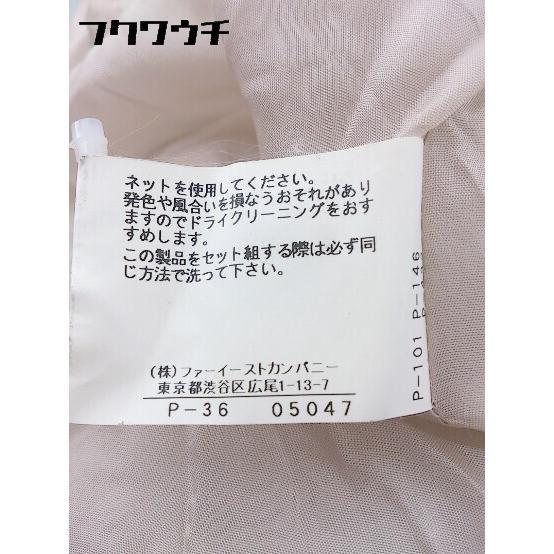 フクワウチ
ネットを使用してください。
発色や風合いを損なうおそれがあり
ますのでドライクリーニングをおす
すめします。
この製品をセット組する際は必ず同
じ方法で洗って下さい。
(株)ファーイーストカンパニー
東京都渋谷区広尾1-13-7
P-36 05047
P-101 P-146